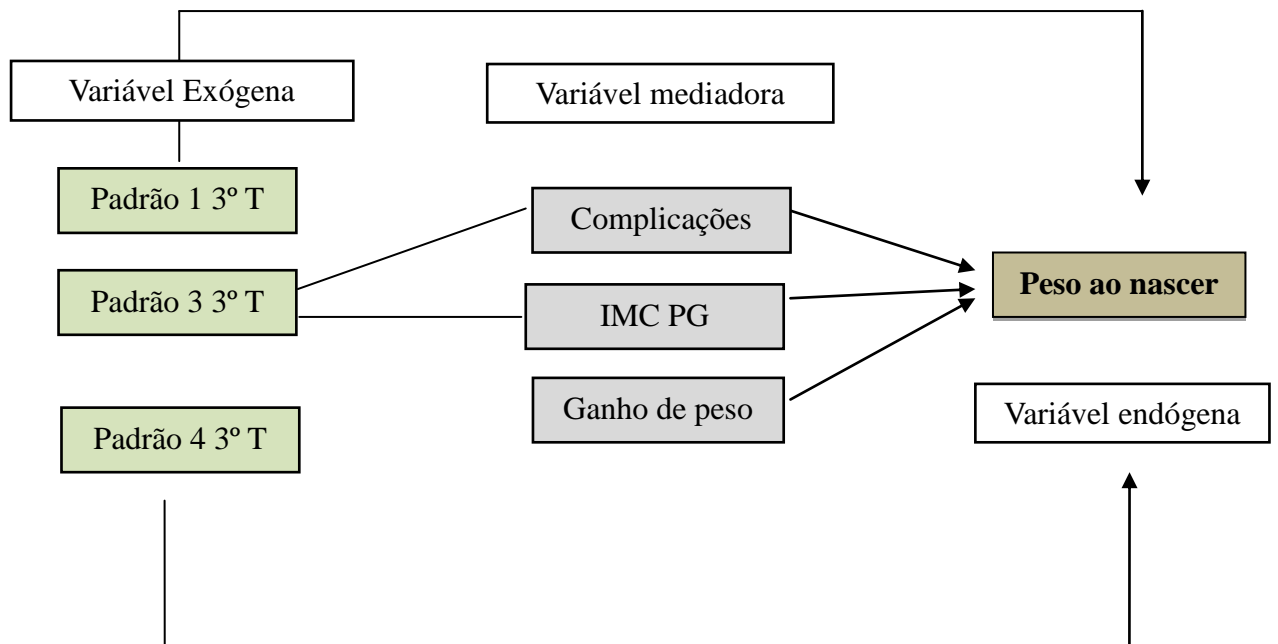 Variável Exógena
Variável mediadora
Padrão 1 3º T
Complicações
Padrão 3 3º T
IMC PG
Peso ao nascer
Ganho de peso
Variável endógena
Padrão 4 3º T